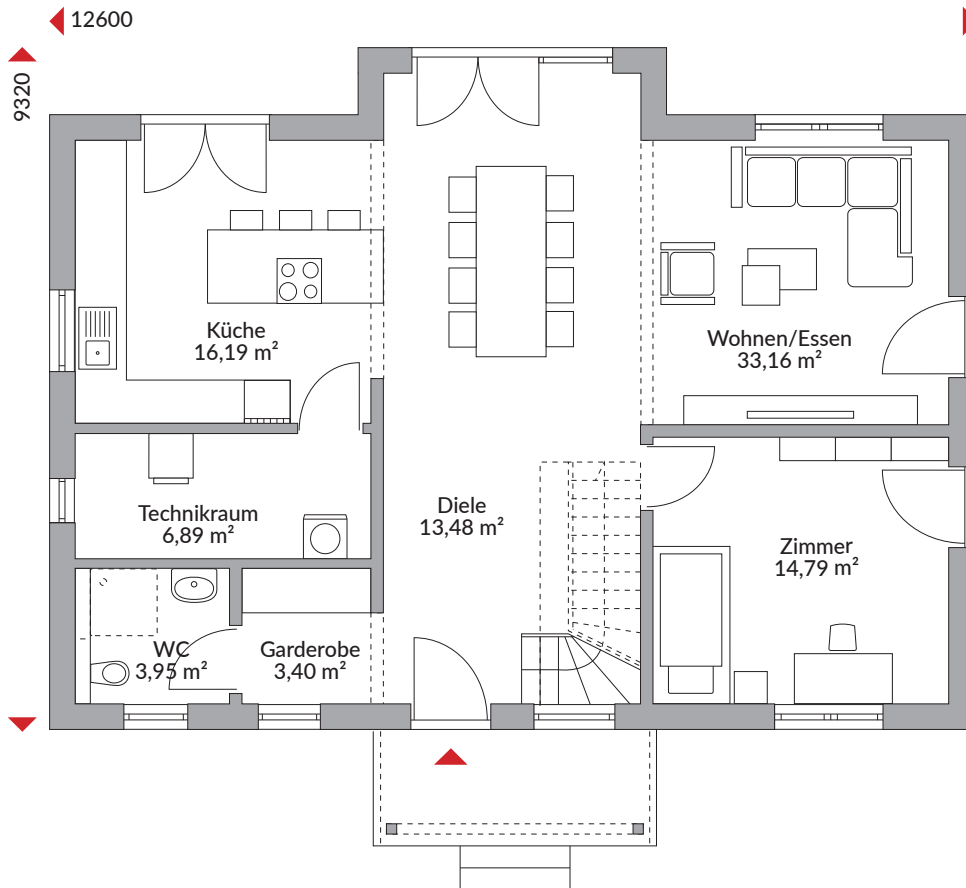 12600
9320
Küche
16,19 m²
Wohnen/Essen
33,16 m²
Technikraum
6,89 m²
Diele
13,48 m²
Zimmer
14,79 m²
WC
3,95 m²
Garderobe
3,40 m²